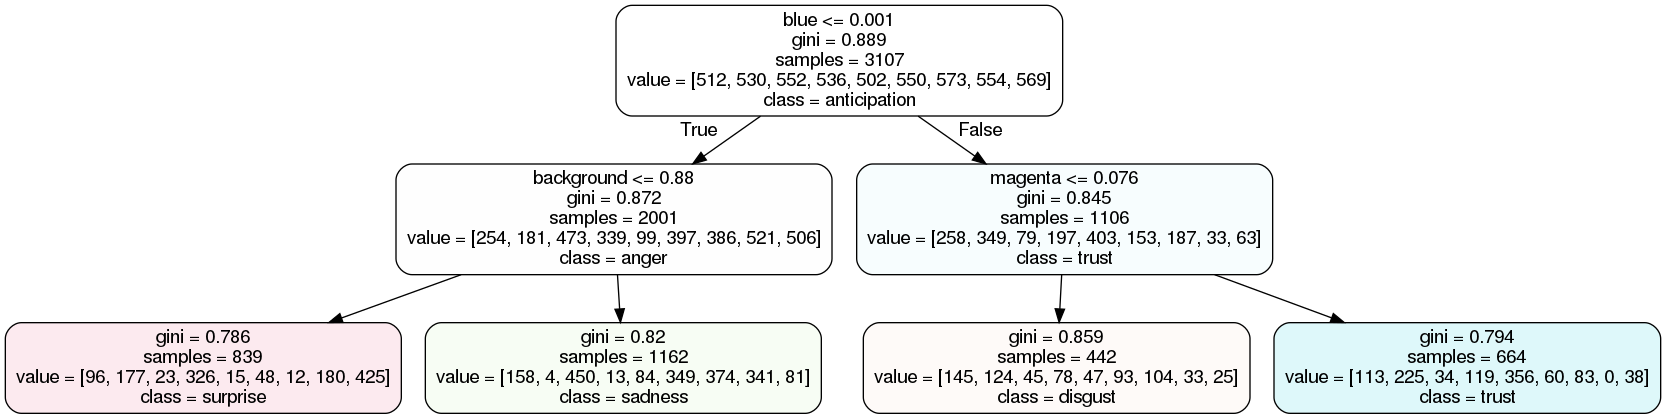 blue <= 0.001
gini = 0.889
samples = 3107
value = [512, 530, 552, 536, 502, 550, 573, 554, 569]
class = anticipation
True
False
background <= 0.88
gini = 0.872
samples = 2001
value = [254, 181, 473, 339, 99, 397, 386, 521, 506]
class = anger
magenta <= 0.076
gini = 0.845
samples = 1106
value = [258, 349, 79, 197, 403, 153, 187, 33, 63]
class = trust
gini = 0.786
samples = 839
value = [96, 177, 23, 326, 15, 48, 12, 180, 425]
class = surprise
gini = 0.82
samples = 1162
value = [158, 4, 450, 13, 84, 349, 374, 341, 81]
class = sadness
gini = 0.859
samples = 442
value = [145, 124, 45, 78, 47, 93, 104, 33, 25]
class = disgust
gini = 0.794
samples = 664
value = [113, 225, 34, 119, 356, 60, 83, 0, 38]
class = trust